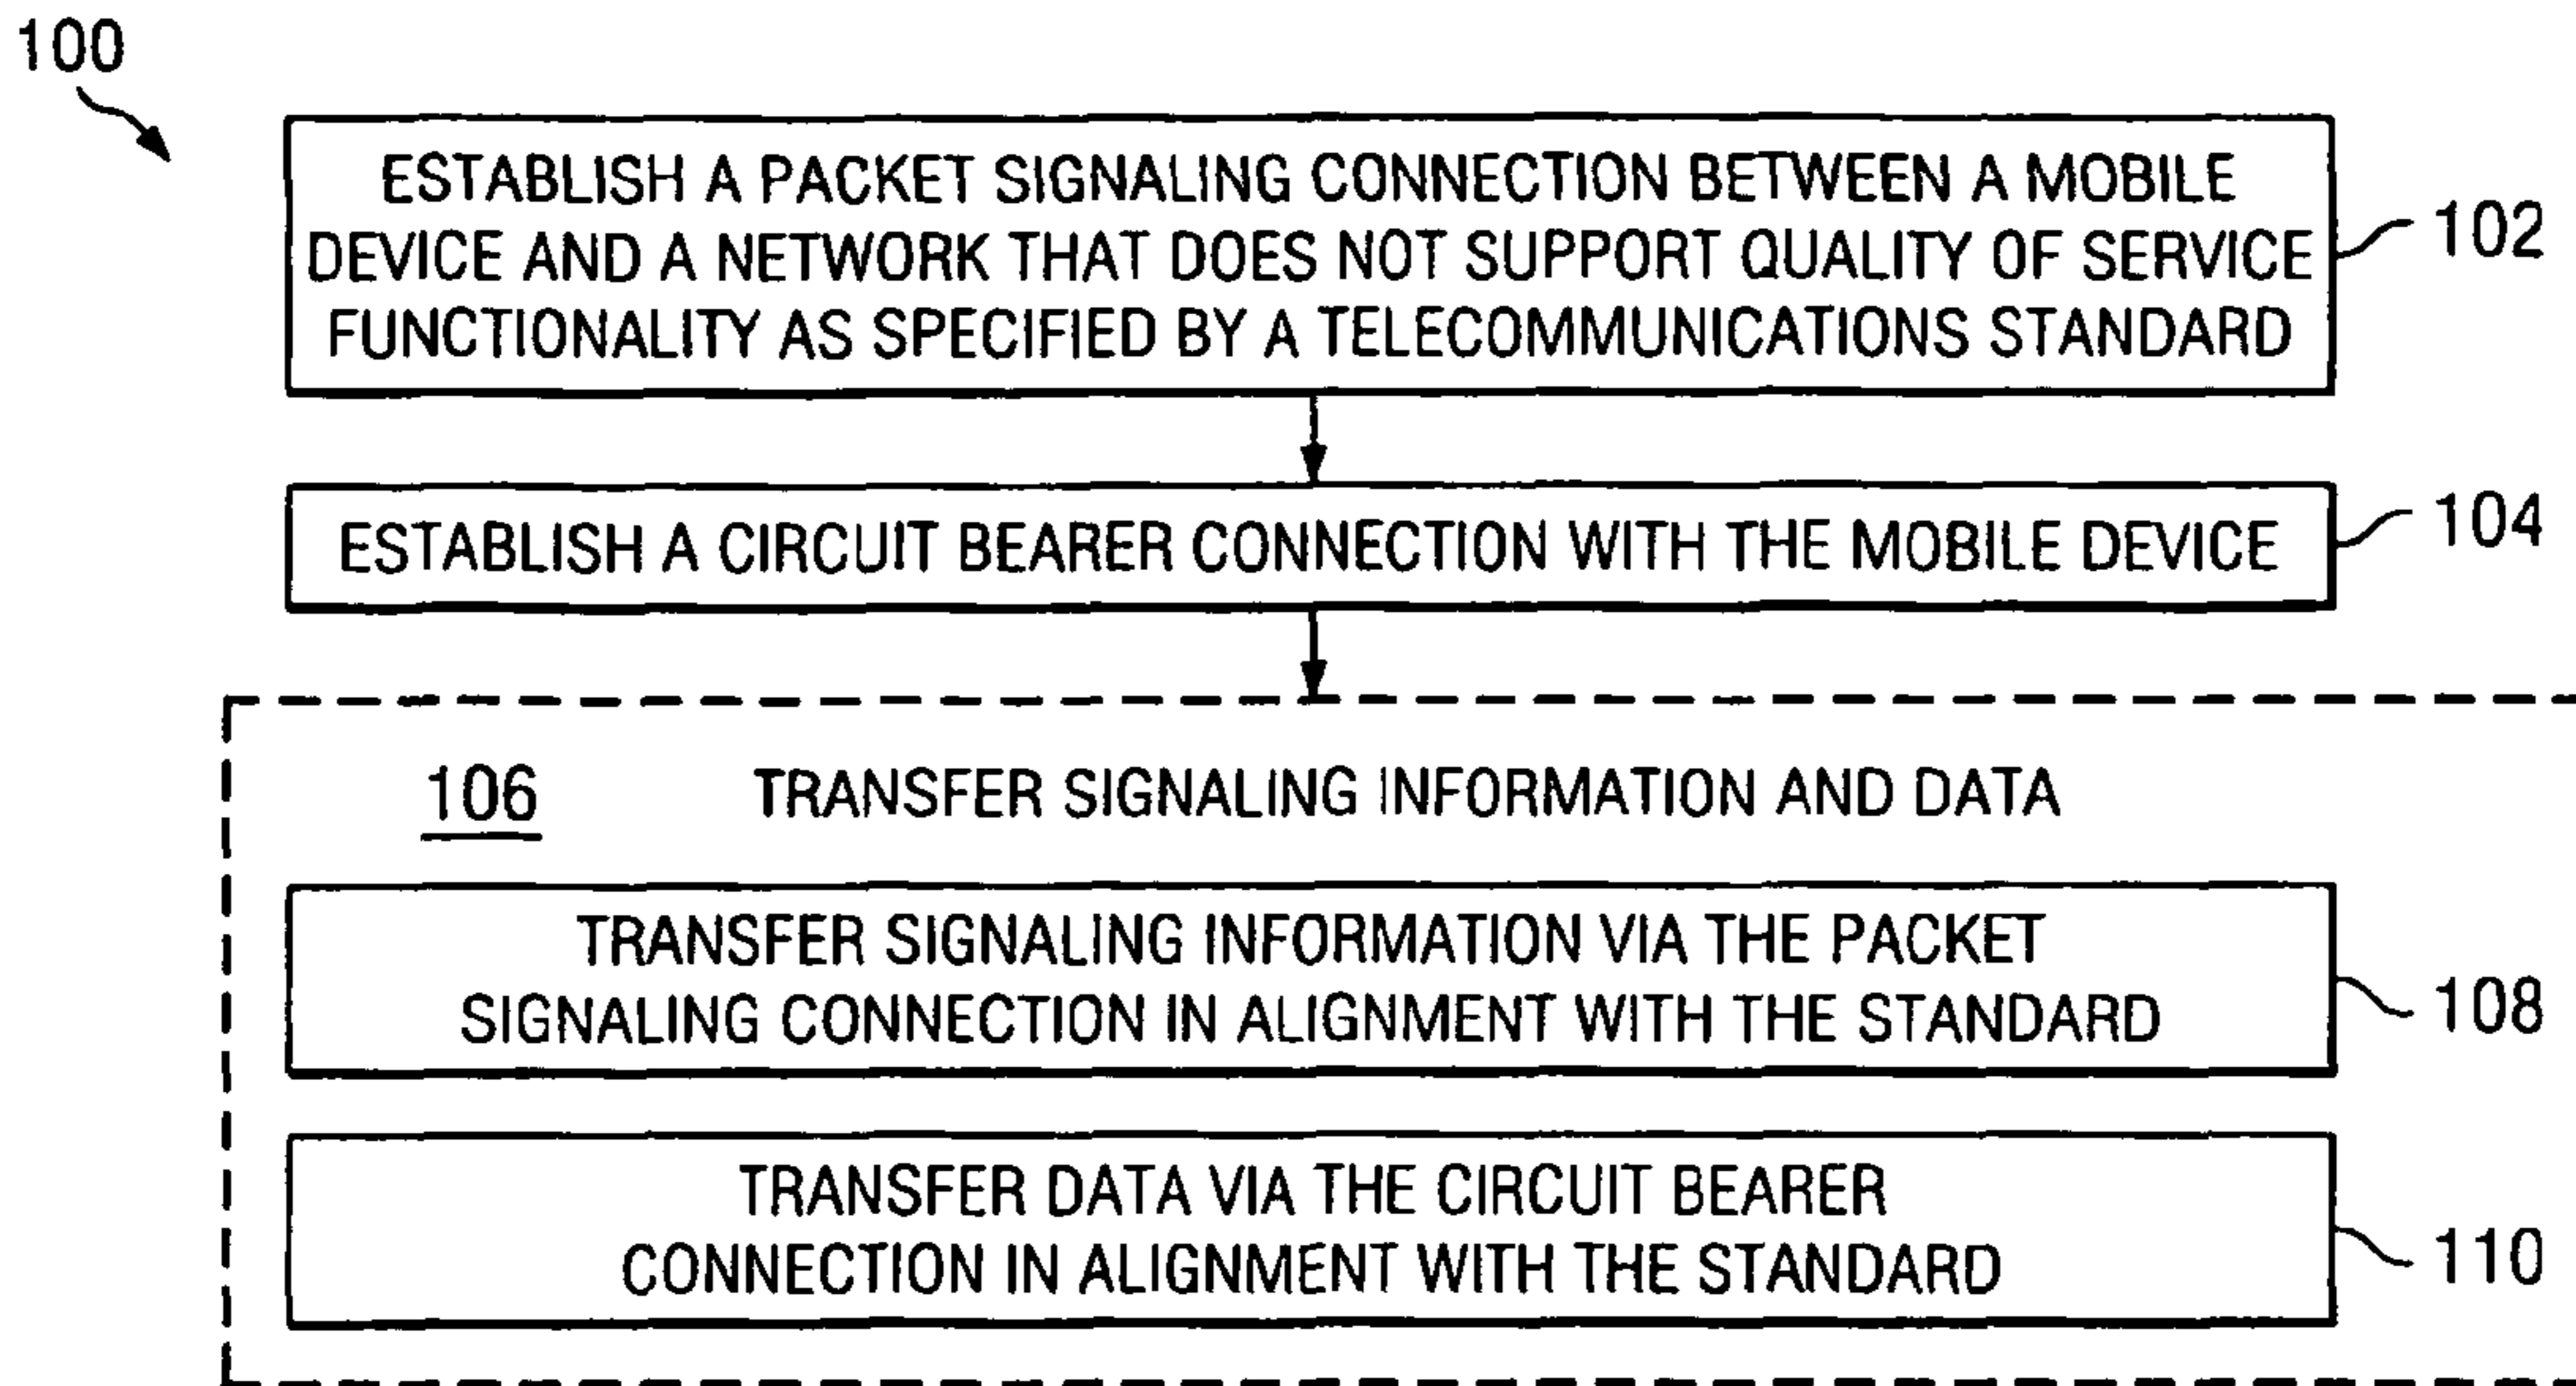 100
ESTABLISH A PACKET SIGNALING CONNECTION BETWEEN A MOBILE
DEVICE AND A NETWORK THAT DOES NOT SUPPORT QUALITY OF SERVICE
FUNCTIONALITY AS SPECIFIED BY A TELECOMMUNICATIONS STANDARD
102
ESTABLISH A CIRCUIT BEARER CONNECTION WITH THE MOBILE DEVICE
104
106 TRANSFER SIGNALING INFORMATION AND DATA
TRANSFER SIGNALING INFORMATION VIA THE PACKET
SIGNALING CONNECTION IN ALIGNMENT WITH THE STANDARD
108
TRANSFER DATA VIA THE CIRCUIT BEARER
CONNECTION IN ALIGNMENT WITH THE STANDARD
110